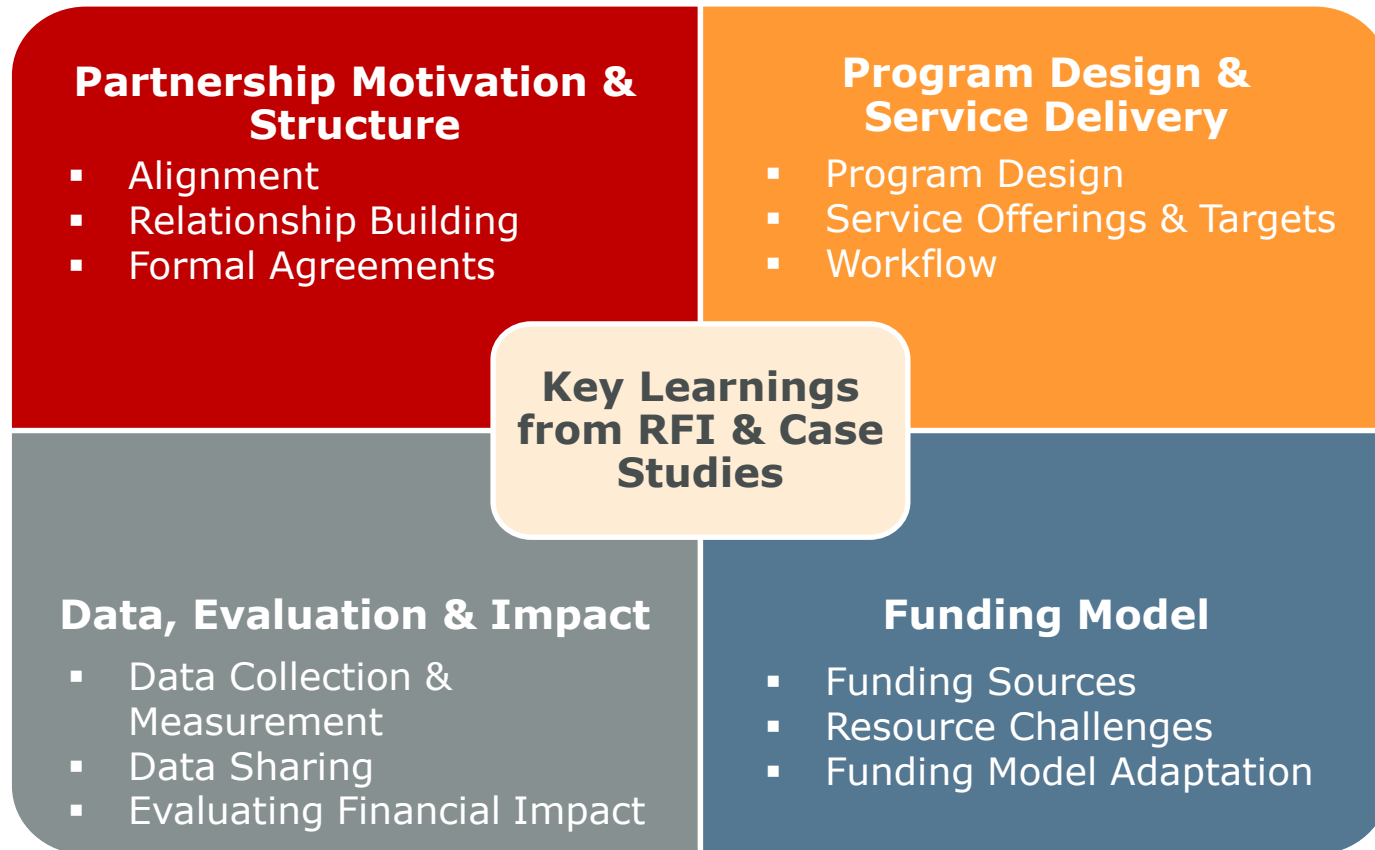 Partnership Motivation &
Structure
▪ Alignment
▪ Relationship Building
▪ Formal Agreements
Program Design &
Service Delivery
▪ Program Design
▪ Service Offerings & Targets
▪ Workflow
Key Learnings
from RFI & Case
Studies
Data, Evaluation & Impact
▪ Data Collection &
Measurement
▪ Data Sharing
▪ Evaluating Financial Impact
Funding Model
▪ Funding Sources
▪ Resource Challenges
▪ Funding Model Adaptation